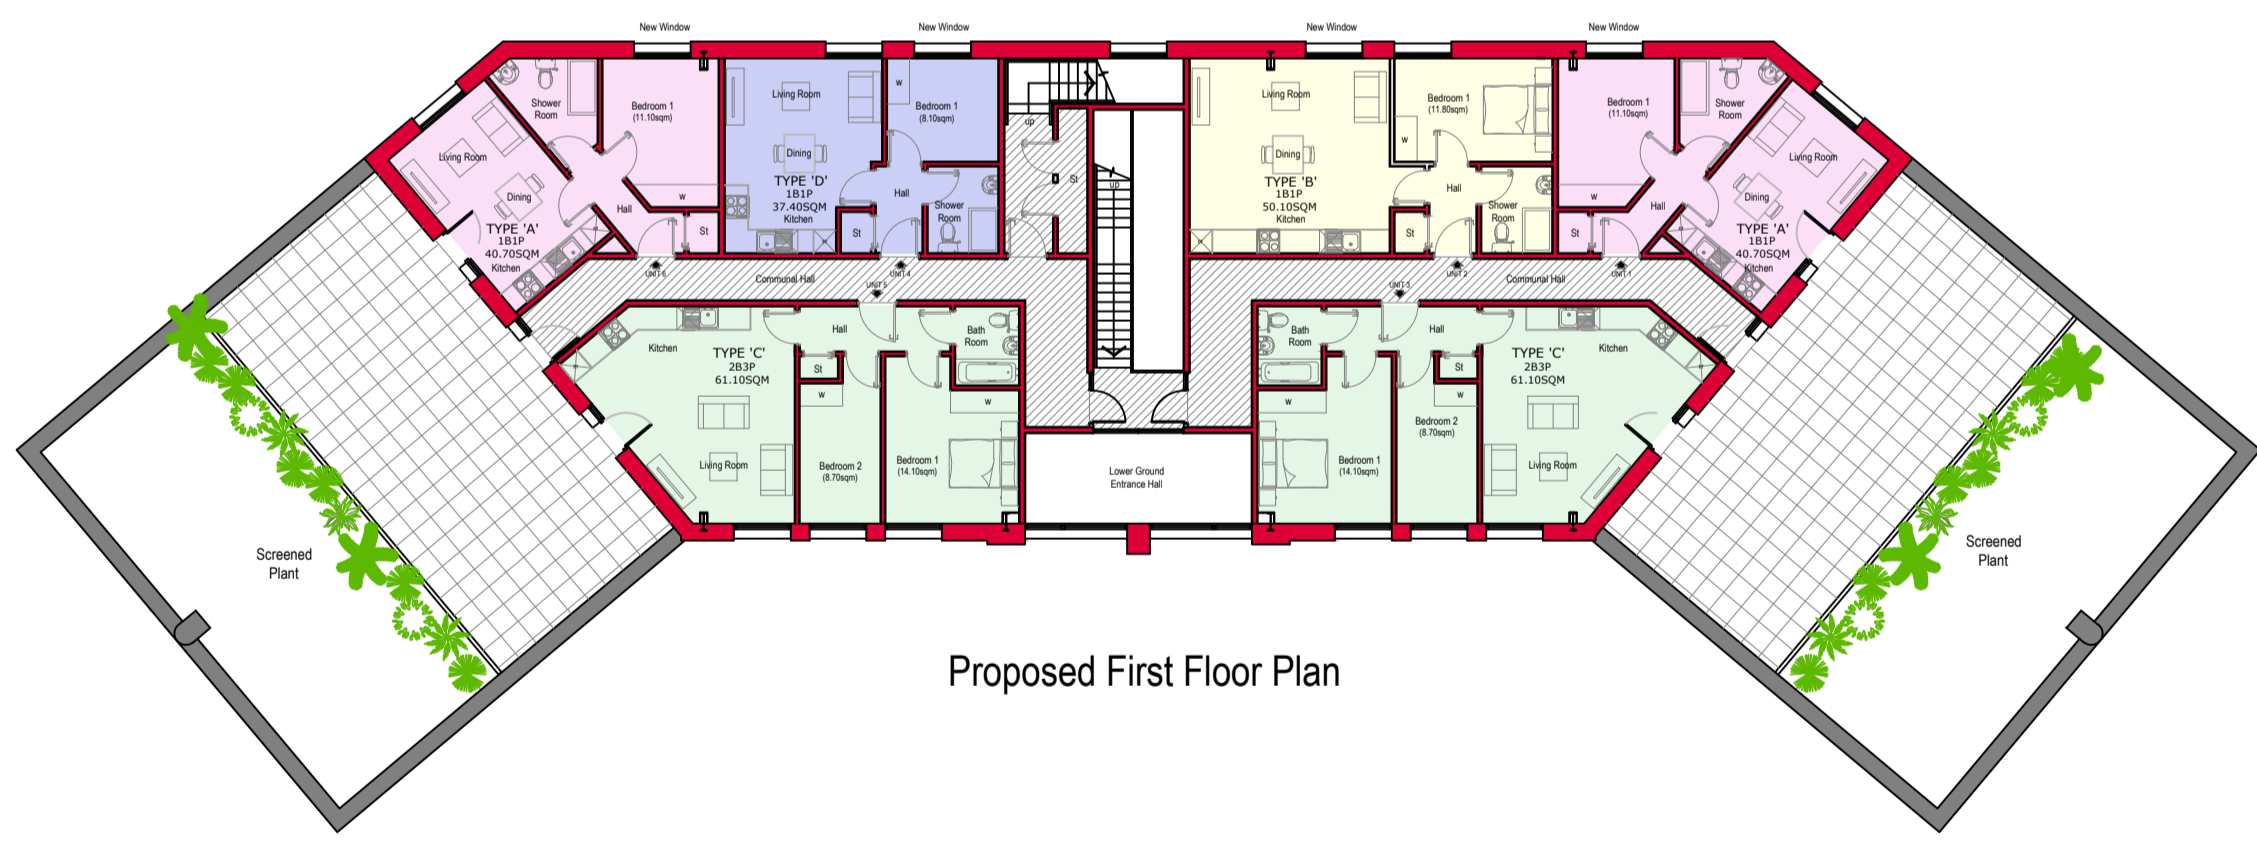 New Window
New Window
New Window
New Window
Shower
Room
Bedroom 1
(11.10sqm)
Living Room
Dining
TYPE 'A'
1B1P
40.70SQM
Kitchen
Hall
w
St
UNIT 6
Living Room
Dining
TYPE 'D'
1B1P
37.40SQM
Kitchen
w
Bedroom 1
(8.10sqm)
Hall
Shower
Room
St
UNIT 4
up
St
up
Living Room
Dining
TYPE 'B'
1B1P
50.10SQM
Kitchen
Bedroom 1
(11.80sqm)
w
Hall
Shower
Room
St
UNIT 2
Bedroom 1
(11.10sqm)
w
St
Hall
UNIT 1
Shower
Room
Living Room
Dining
TYPE 'A'
1B1P
40.70SQM
Kitchen
Communal Hall
UNIT 5
UNIT 3
Communal Hall
Kitchen
TYPE 'C'
2B3P
61.10SQM
Hall
Bath
Room
St
w
w
Living Room
Bedroom 2
(8.70sqm)
Bedroom 1
(14.10sqm)
Lower Ground
Entrance Hall
Bath
Room
Hall
St
w
w
TYPE 'C'
2B3P
61.10SQM
Kitchen
Bedroom 1
(14.10sqm)
Bedroom 2
(8.70sqm)
Living Room
Screened
Plant
Screened
Plant
Proposed First Floor Plan